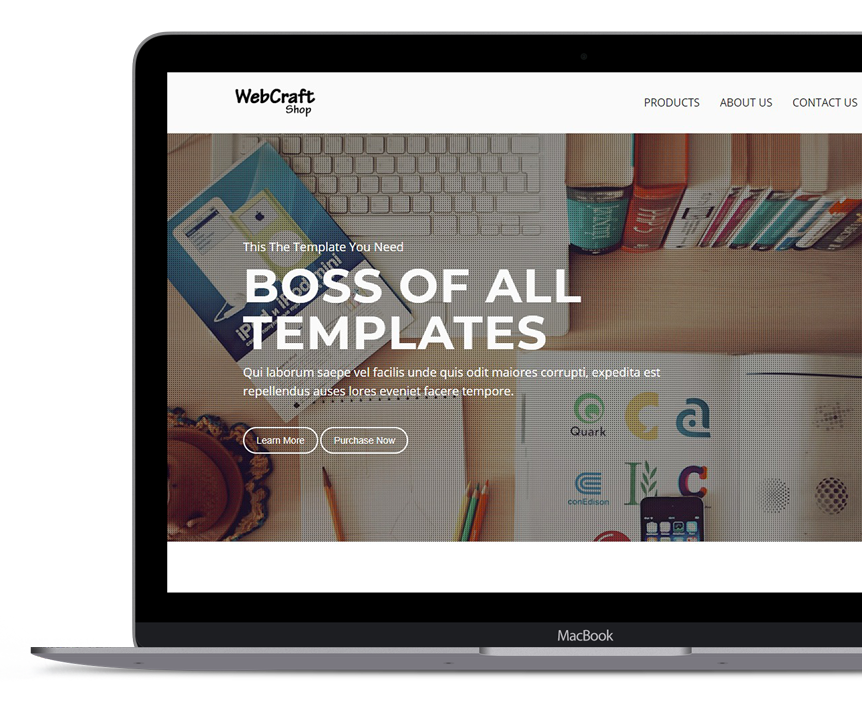 WebCraft
Shop
PRODUCTS ABOUT US CONTACT US
This The Template You Need
BOSS OF ALL
TEMPLATES
Qui laborum saepe vel facilis unde quis odit maiores corrupti, expedita est
repellendus auses lores eveniet facere tempore.
Learn More Purchase Now
iPod и iPod mini
Quark
C a
conEdison
c
MacBook